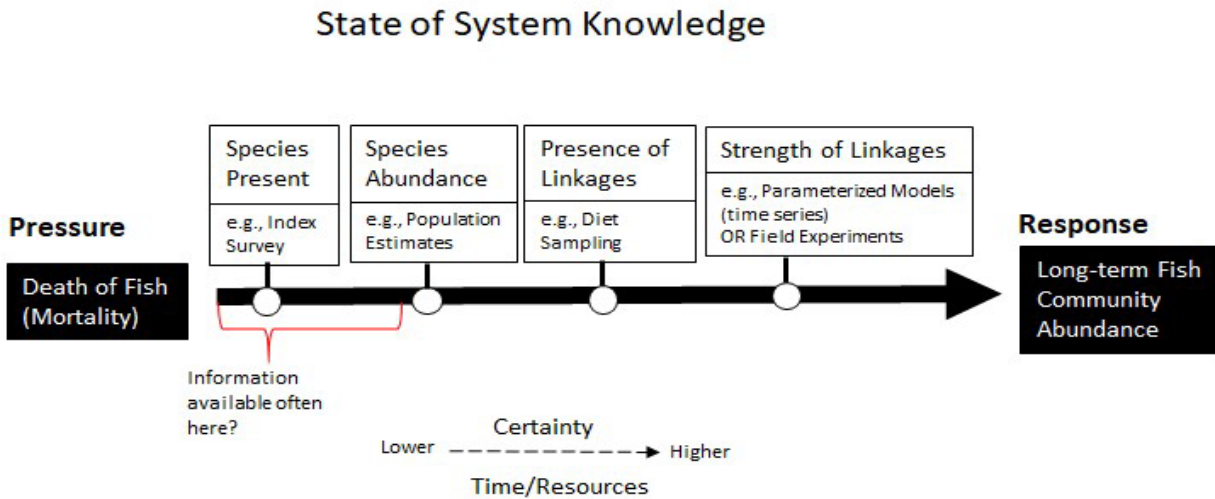 State of System Knowledge
Species
Present
e.g., Index
Survey
Species
Abundance
e.g., Population
Estimates
Presence of
Linkages
e.g., Diet
Sampling
Strength of Linkages
e.g., Parameterized Models
(time series)
OR Field Experiments
Pressure
Death of Fish
(Mortality)
Response
Long-term Fish
Community
Abundance
Information
available often
here?
Certainty
Lower
Higher
Time/Resources